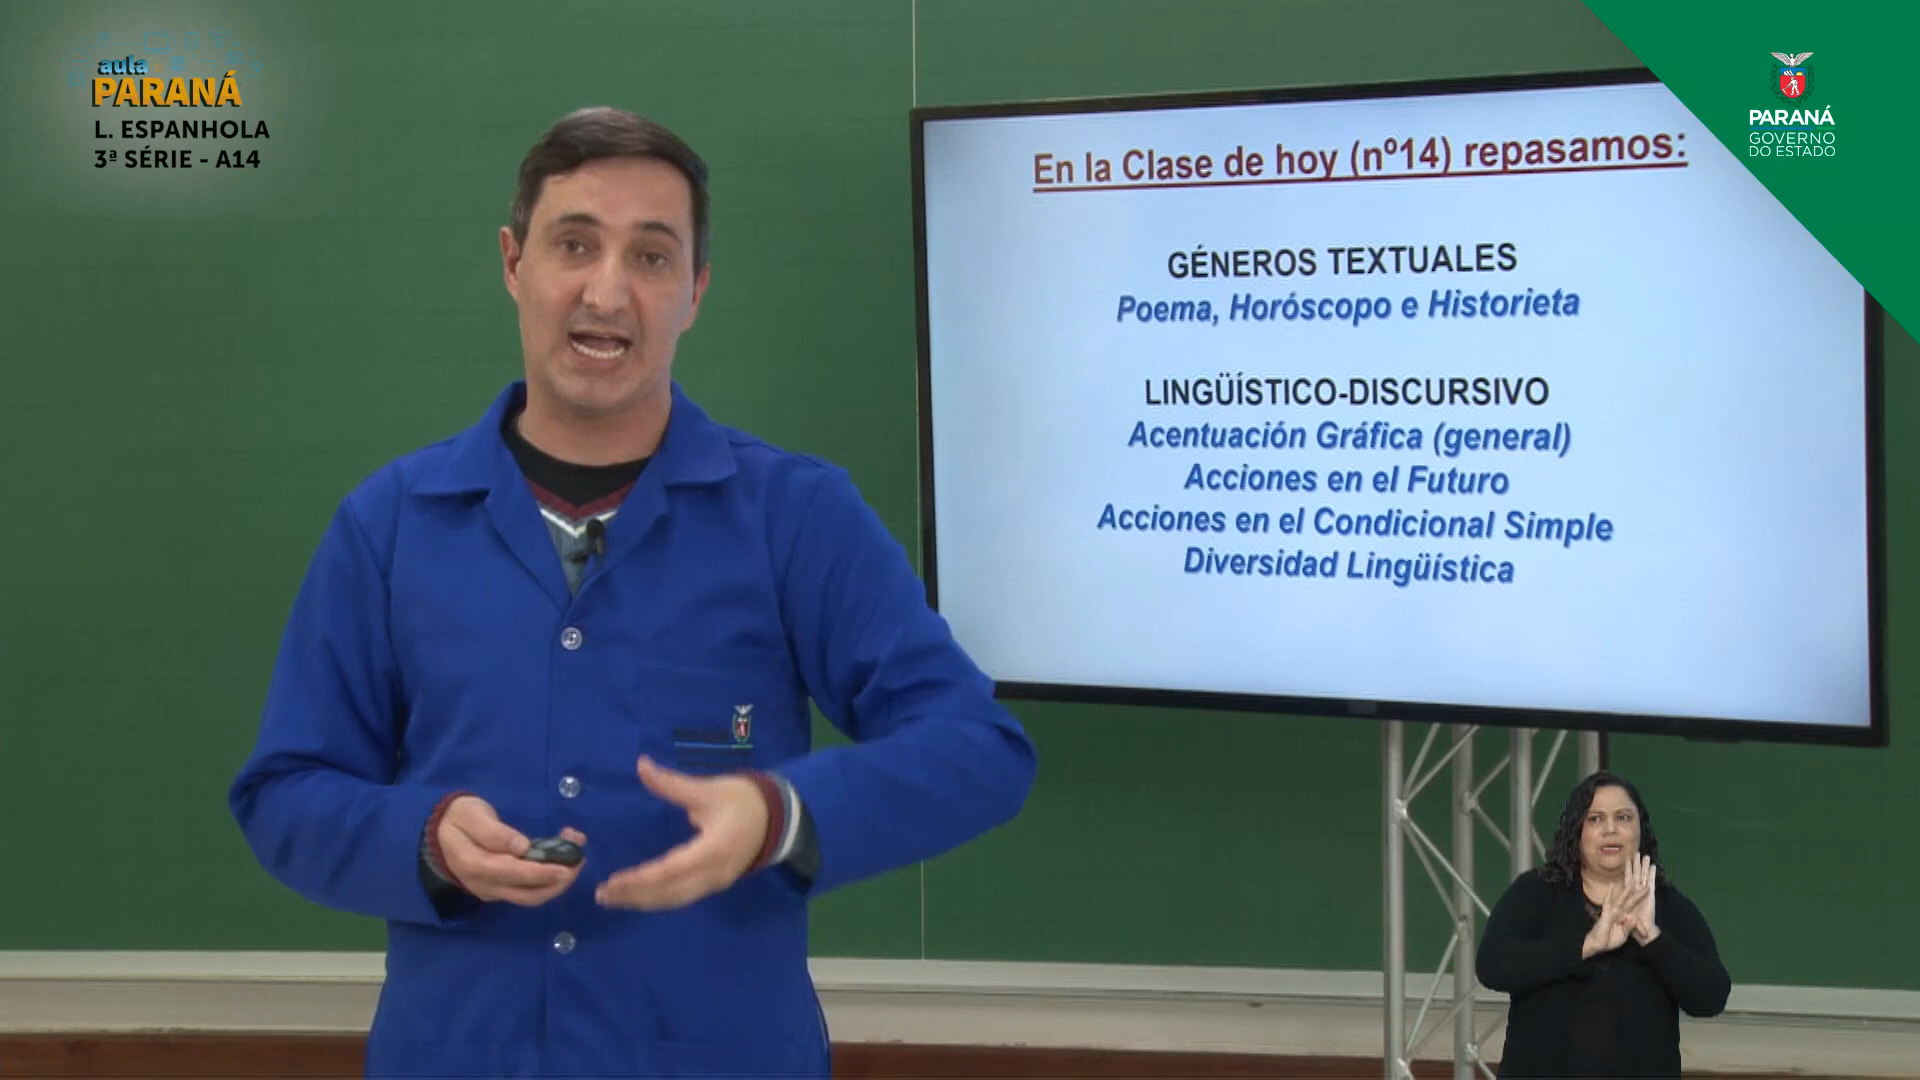 aula
PARANÁ
L. ESPANHOLA
3ª SÉRIE - A14
PARANÁ
GOVERNO
DO ESTADO
En la Clase de hoy (nº14) repasamos:
GÉNEROS TEXTUALES
Poema, Horóscopo e Historieta
LINGÜÍSTICO-DISCURSIVO
Acentuación Gráfica (general)
Acciones en el Futuro
Acciones en el Condicional Simple
Diversidad Lingüística